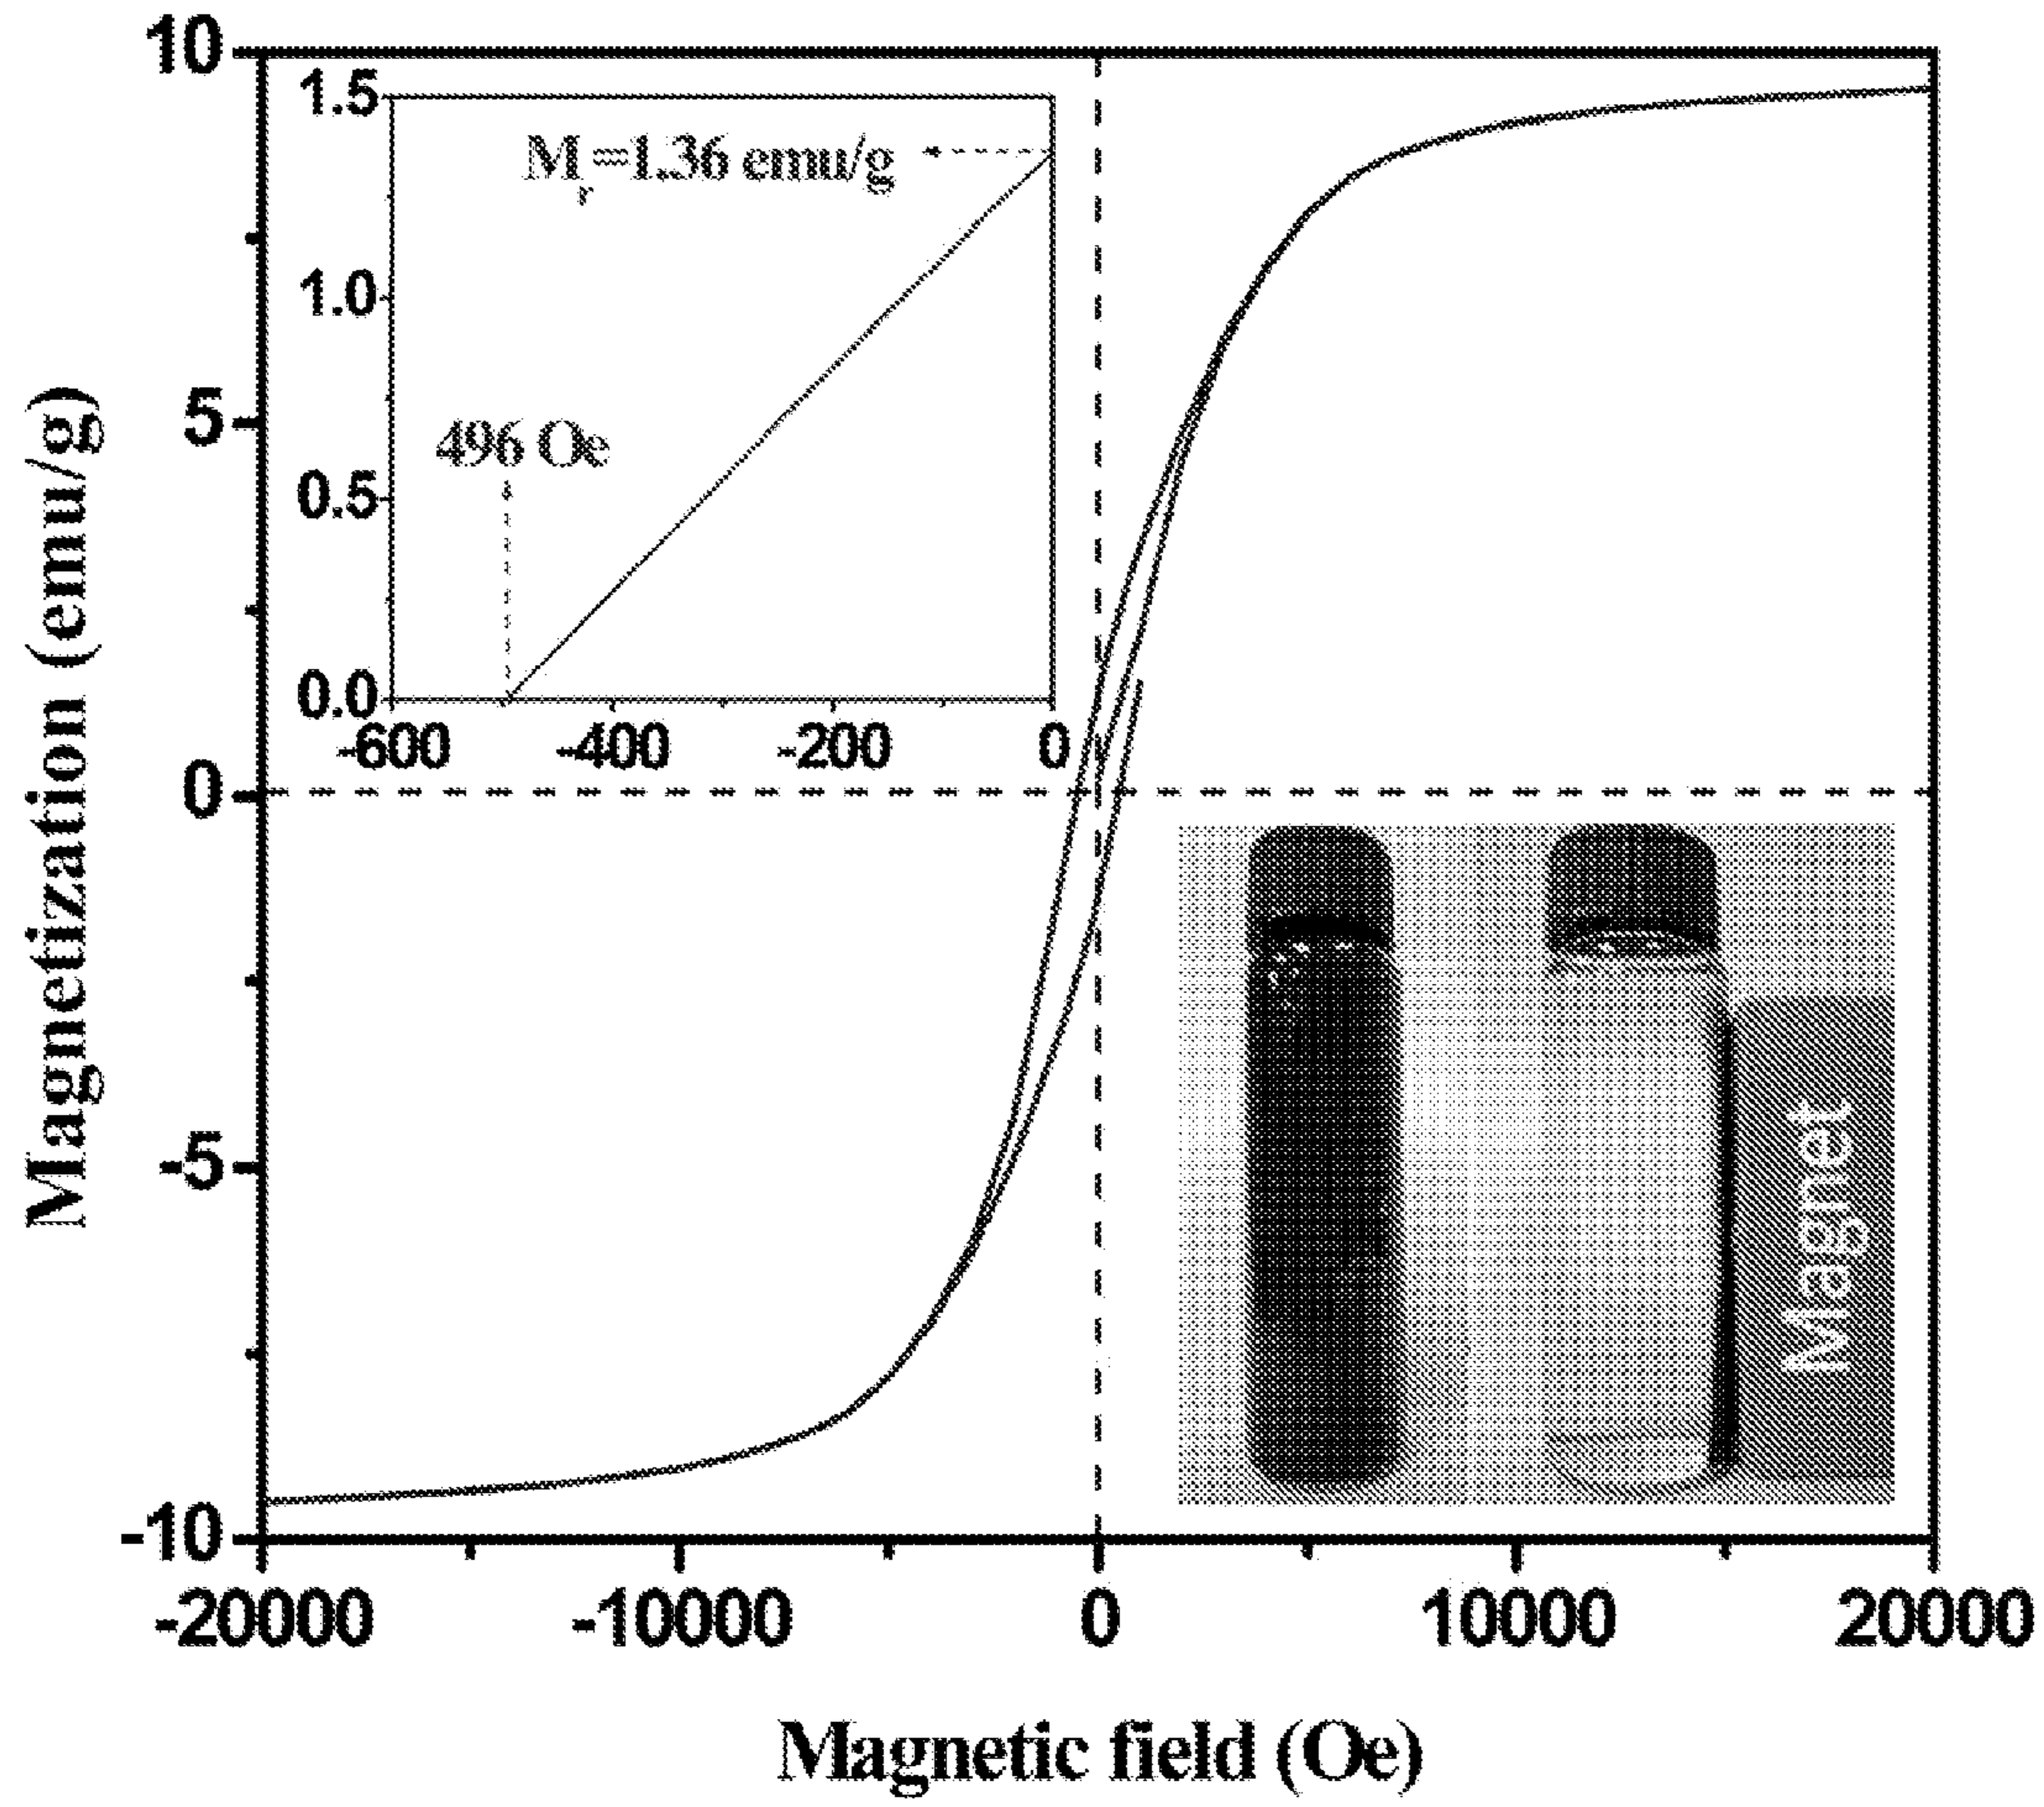 10
5
0
-5
-10
Magnetization (emu/g)
1.5
1.0
0.5
0.0
Mr=1.36 emu/g
496 Oe
-600 -400 -200 0
Magnet
-20000 -10000 0 10000 20000
Magnetic field (Oe)